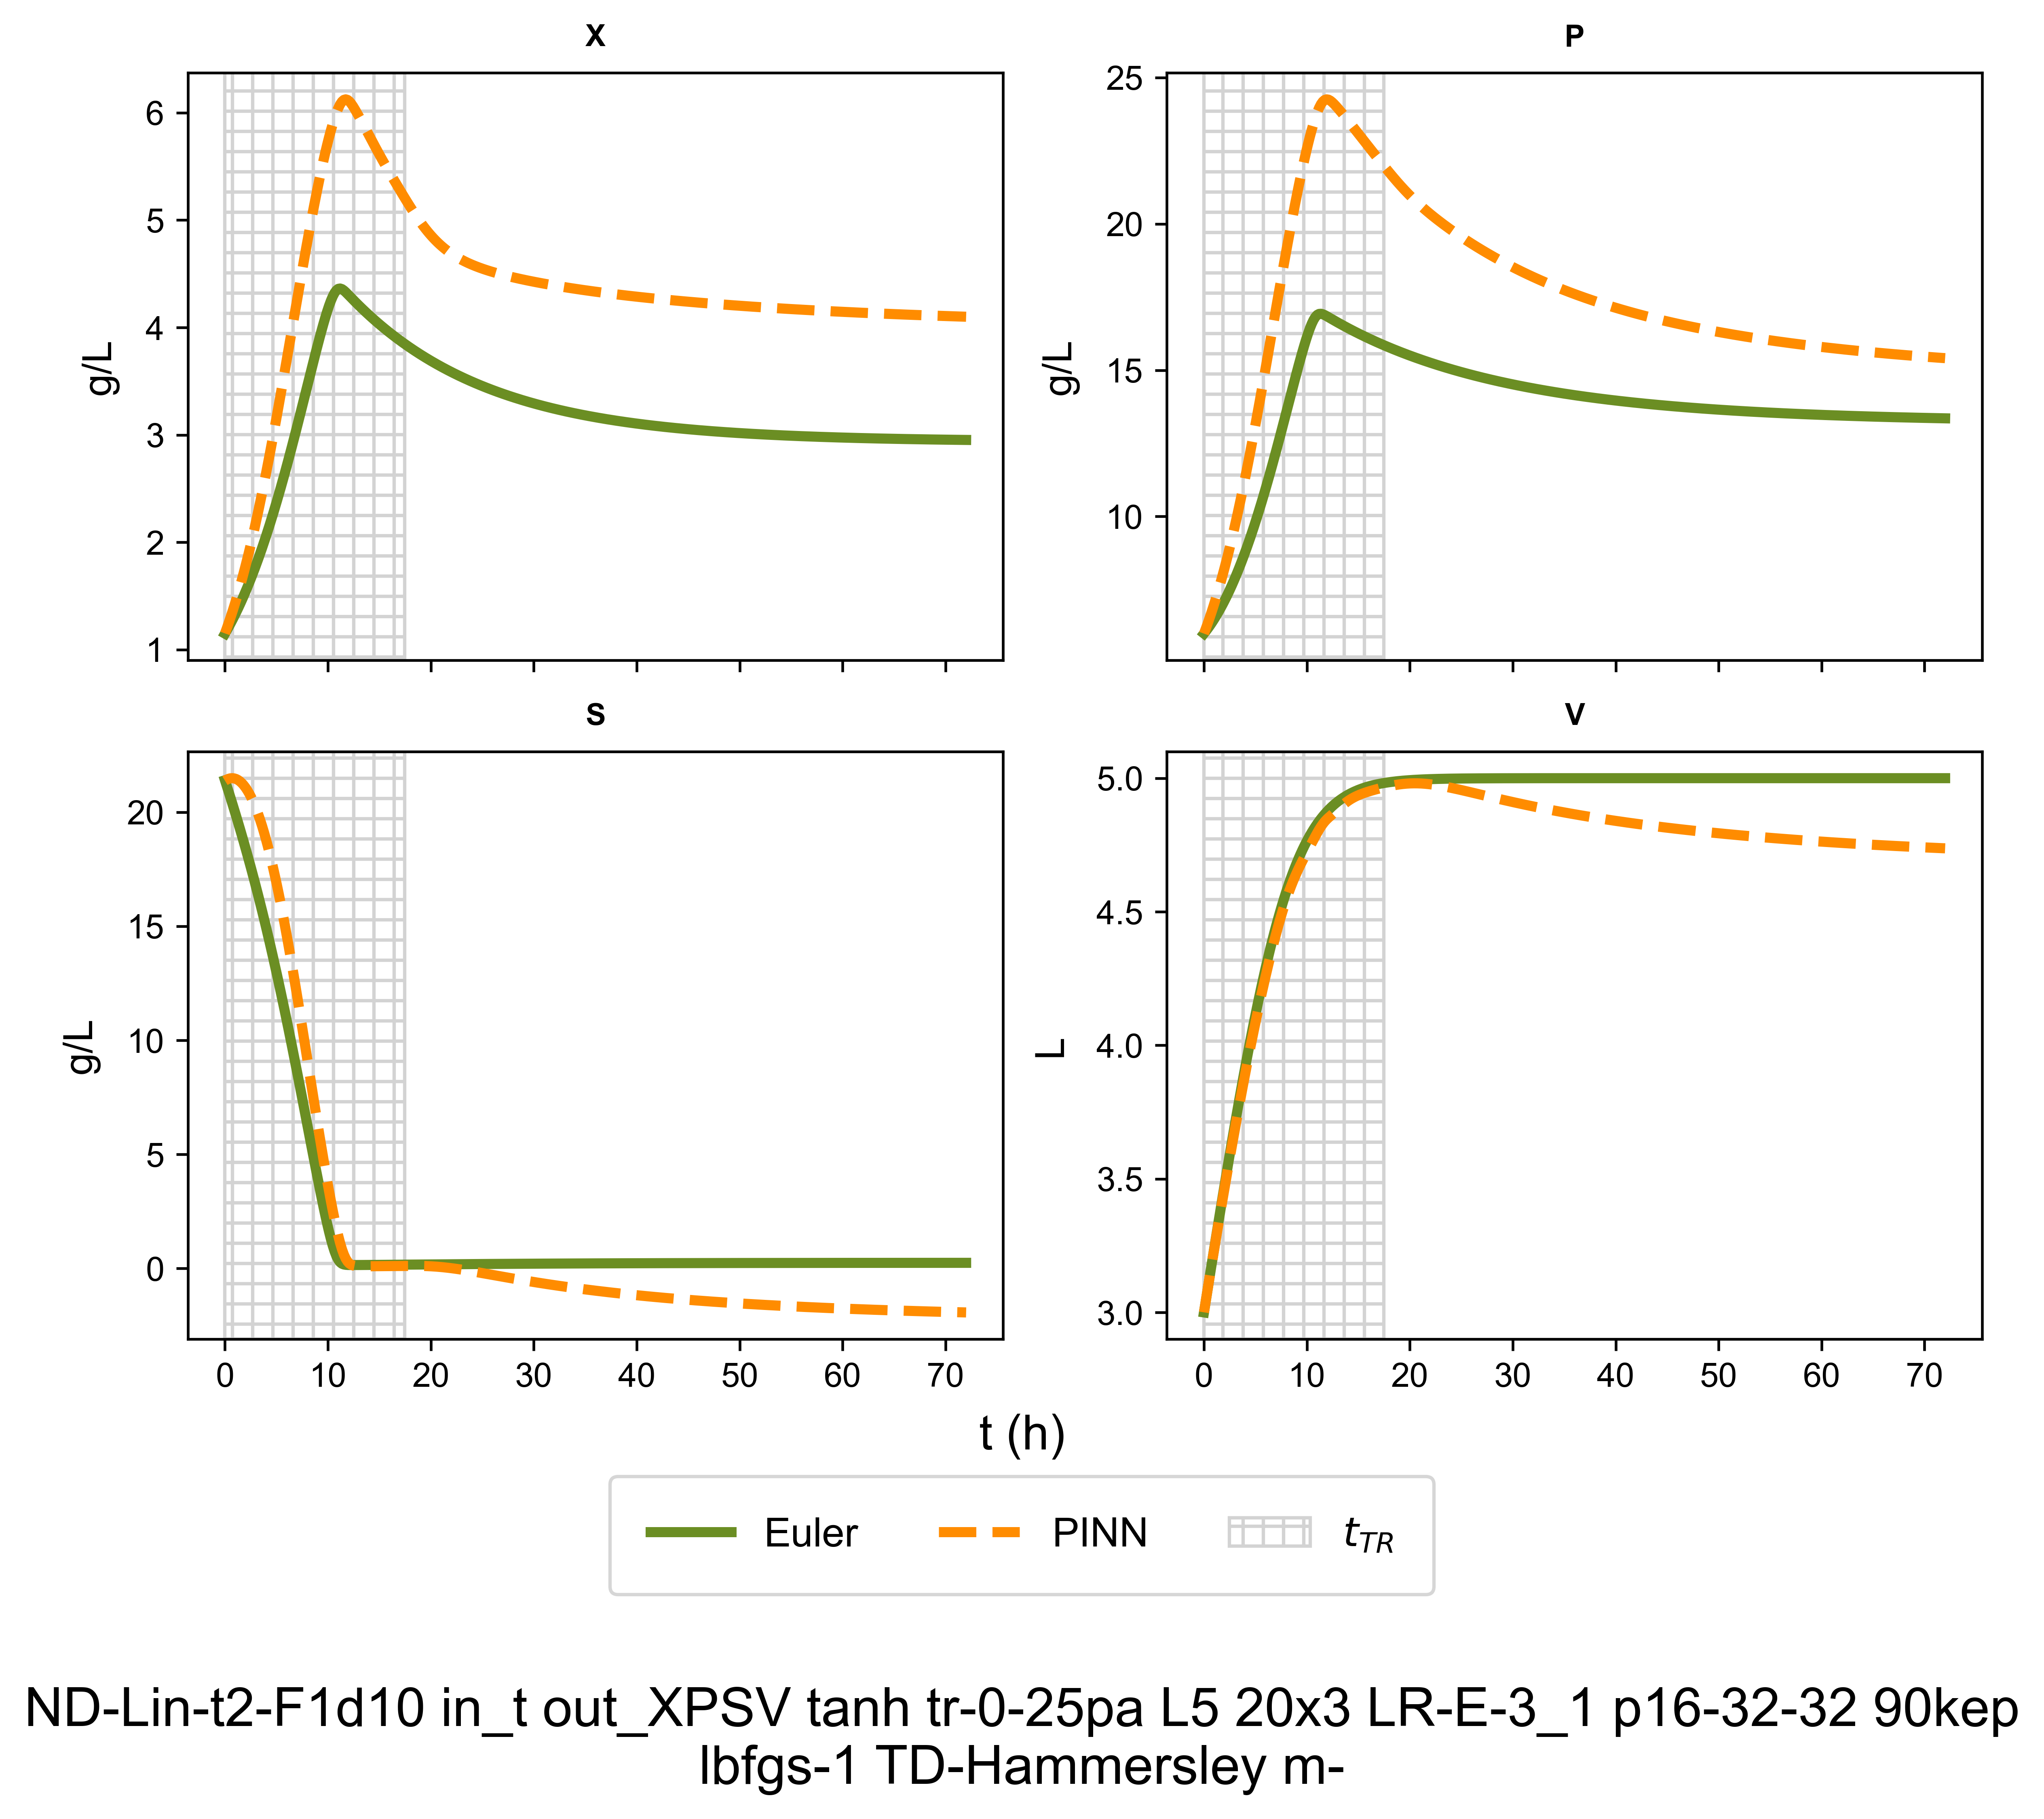 X
6
5
4
3
2
1
g/L
P
25
20
15
10
g/L
S
20
15
10
5
0
g/L
0 10 20 30 40 50 60 70
V
5.0
4.5
4.0
3.5
3.0
L
0 10 20 30 40 50 60 70
t (h)
Euler PINN t_TR
ND-Lin-t2-F1d10 in_t out_XPSV tanh tr-0-25pa L5 20x3 LR-E-3_1 p16-32-32 90kep
lbfgs-1 TD-Hammersley m-